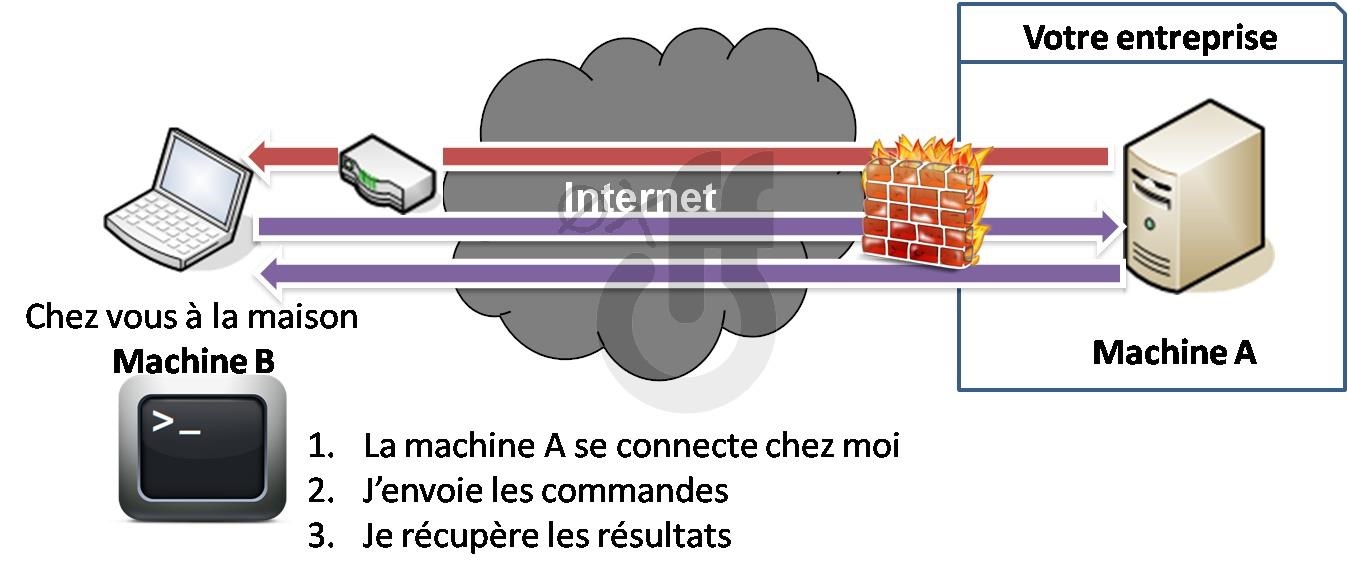 Votre entreprise
Internet
Chez vous à la maison
Machine B
Machine A
>_
1. La machine A se connecte chez moi
2. J’envoie les commandes
3. Je récupère les résultats